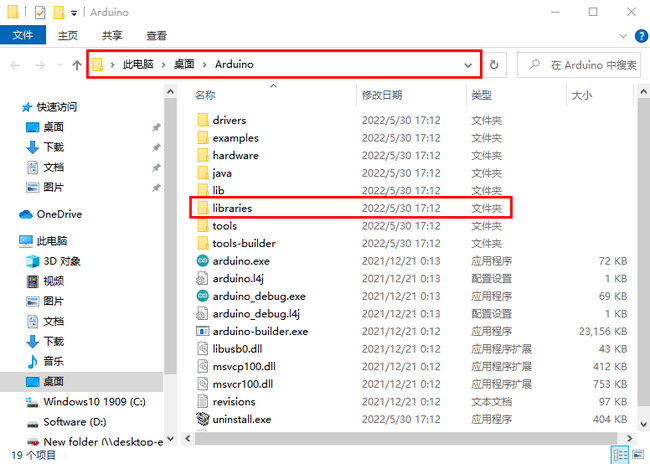 Arduino
文件 主页 共享 查看
此电脑 桌面 Arduino 在 Arduino 中搜索
名称 修改日期 类型 大小
快速访问
桌面
下载
文档
图片
OneDrive
此电脑
3D 对象
视频
图片
文档
下载
音乐
桌面
Windows10 1909 (C:)
Software (D:)
New folder (\\desktop-e
drivers 2022/5/30 17:12 文件夹
examples 2022/5/30 17:12 文件夹
hardware 2022/5/30 17:12 文件夹
java 2022/5/30 17:12 文件夹
lib 2022/5/30 17:12 文件夹
libraries 2022/5/30 17:12 文件夹
tools 2022/5/30 17:12 文件夹
tools-builder 2022/5/30 17:12 文件夹
arduino.exe 2021/12/21 0:13 应用程序 72 KB
arduino.l4j 2021/12/21 0:13 配置设置 1 KB
arduino_debug.exe 2021/12/21 0:13 应用程序 69 KB
arduino_debug.l4j 2021/12/21 0:13 配置设置 1 KB
arduino-builder.exe 2021/12/21 0:12 应用程序 23,156 KB
libusb0.dll 2021/12/21 0:12 应用程序扩展 43 KB
msvcp100.dll 2021/12/21 0:12 应用程序扩展 412 KB
msvcr100.dll 2021/12/21 0:12 应用程序扩展 753 KB
revisions 2021/12/21 0:12 文本文档 97 KB
uninstall.exe 2022/5/30 17:12 应用程序 404 KB
19 个项目